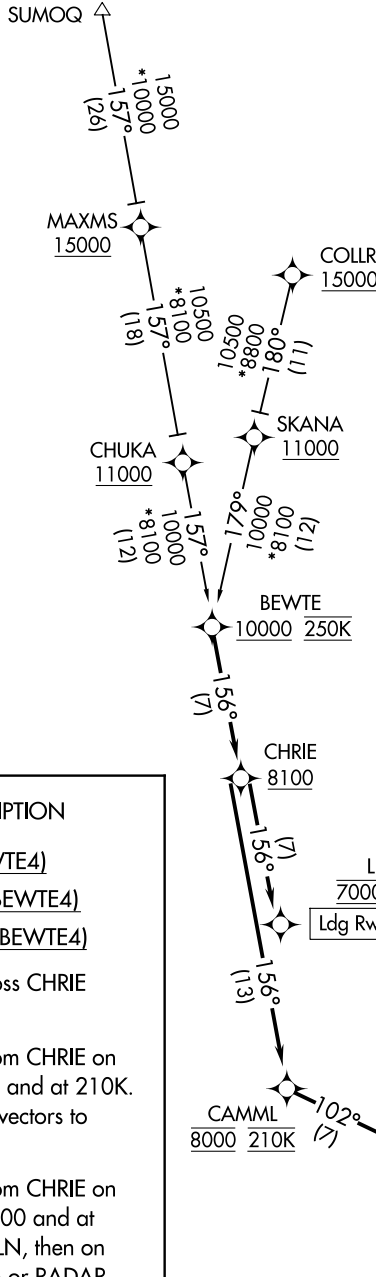 SUMOQ
15000
*10000
157°
(26)
MAXMS
15000
COLLR
15000
10500
*8100
157°
(18)
10500
*8800
180°
(11)
SKANA
11000
CHUKA
11000
10000
*8100
157°
(12)
179°
10000
*8100
(12)
BEWTE
10000 250K
156°
(7)
CHRIE
8100
(7)
156°
L
7000
Ldg Rw
156°
(13)
CAMML
8000 210K
102°
(7)
IPTION
WTE4)
BEWTE4)
(BEWTE4)
oss CHRIE
om CHRIE on
and at 210K.
vectors to
om CHRIE on
00 and at
LN, then on
or RADAR